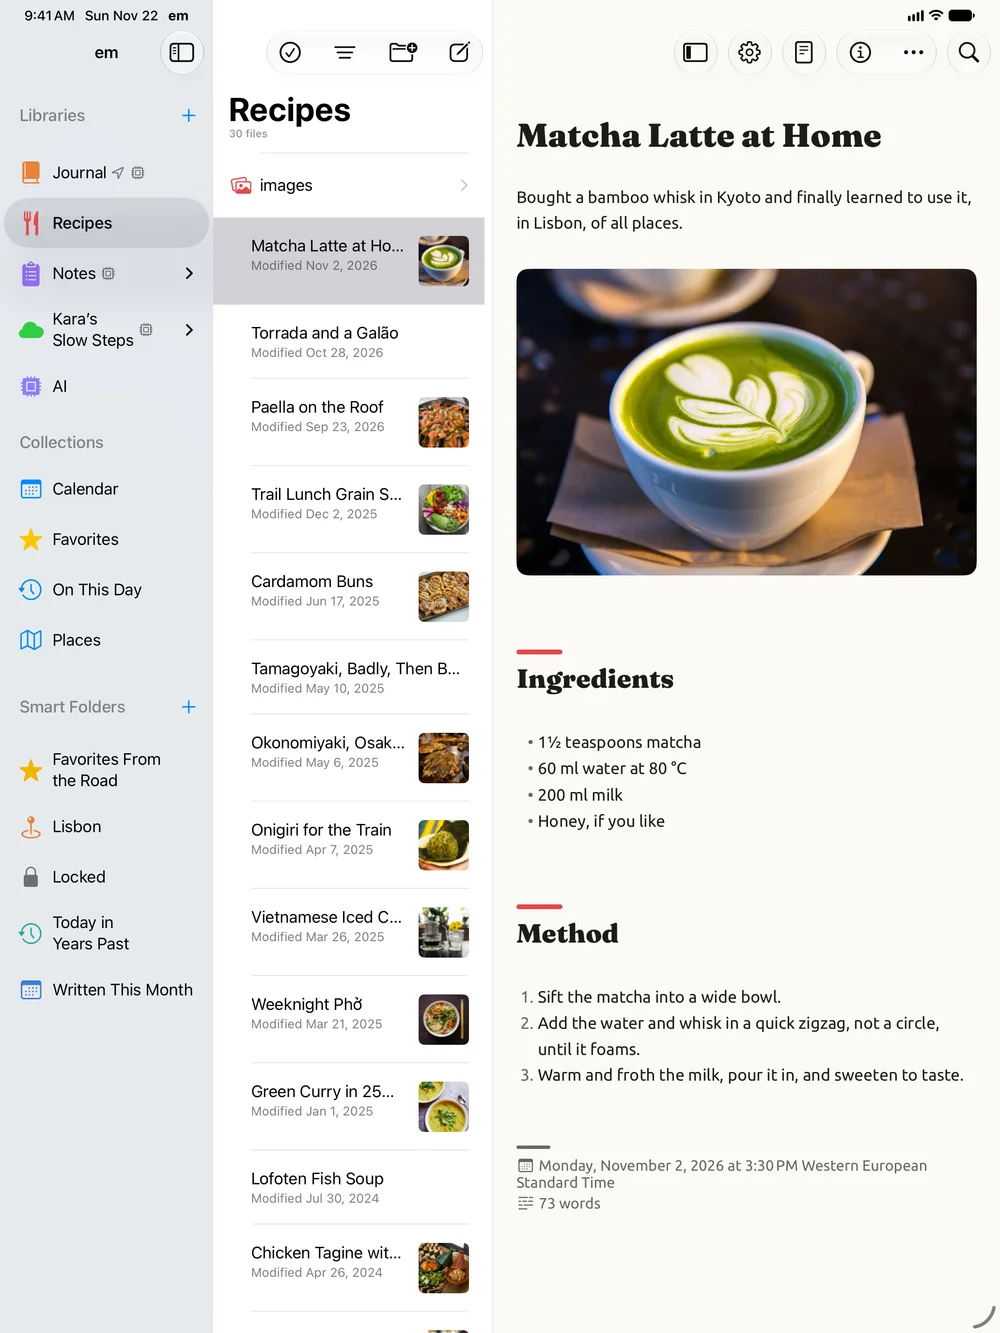 9:41 AM Sun Nov 22 em
em
Libraries
Journal
Recipes
Notes
Kara's
Slow Steps
AI
Collections
Calendar
Favorites
On This Day
Places
Smart Folders
Favorites From
the Road
Lisbon
Locked
Today in
Years Past
Written This Month
Recipes
30 files
images
Matcha Latte at Ho...
Modified Nov 2, 2026
Torrada and a Galão
Modified Oct 28, 2026
Paella on the Roof
Modified Sep 23, 2026
Trail Lunch Grain S...
Modified Dec 2, 2025
Cardamom Buns
Modified Jun 17, 2025
Tamagoyaki, Badly, Then B...
Modified May 10, 2025
Okonomiyaki, Osak...
Modified May 6, 2025
Onigiri for the Train
Modified Apr 7, 2025
Vietnamese Iced C...
Modified Mar 26, 2025
Weeknight Phở
Modified Mar 21, 2025
Green Curry in 25...
Modified Jan 1, 2025
Lofoten Fish Soup
Modified Jul 30, 2024
Chicken Tagine wit...
Modified Apr 26, 2024
Matcha Latte at Home
Bought a bamboo whisk in Kyoto and finally learned to use it,
in Lisbon, of all places.
Ingredients
• 1½ teaspoons matcha
• 60 ml water at 80 °C
• 200 ml milk
• Honey, if you like
Method
1. Sift the matcha into a wide bowl.
2. Add the water and whisk in a quick zigzag, not a circle,
until it foams.
3. Warm and froth the milk, pour it in, and sweeten to taste.
Monday, November 2, 2026 at 3:30 PM Western European
Standard Time
73 words